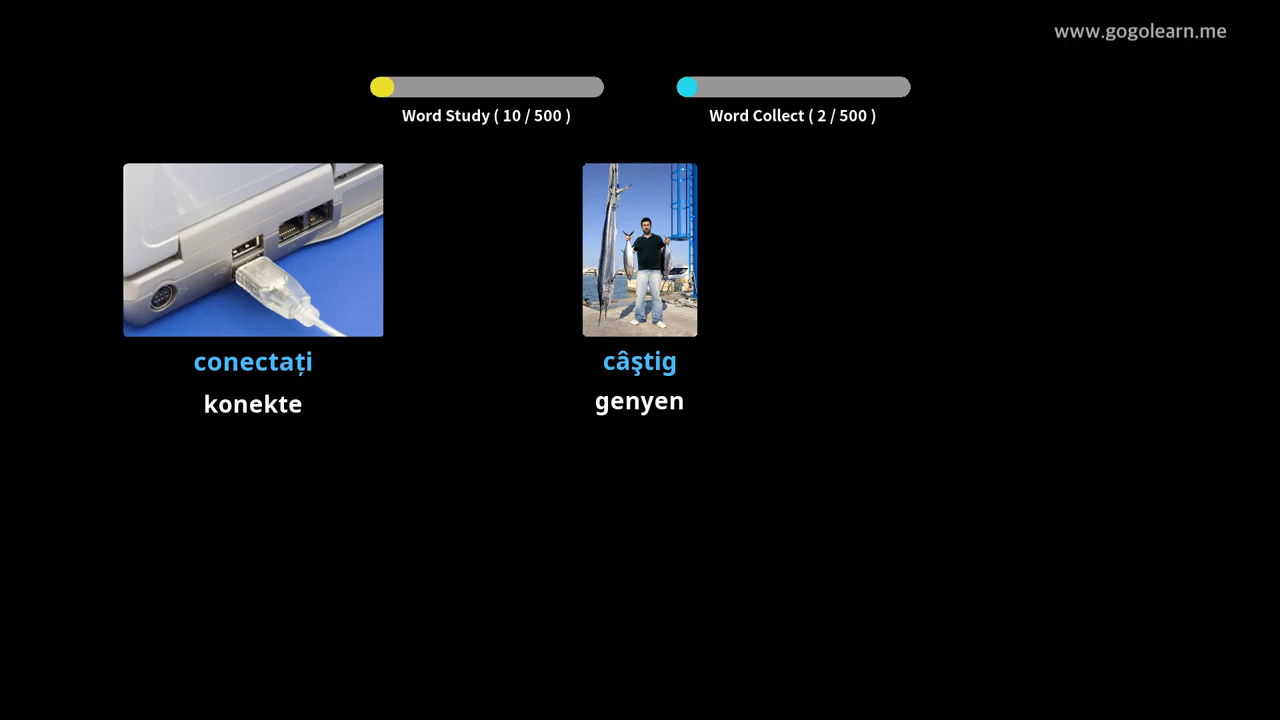 www.gogolearn.me
Word Study ( 10 / 500 )
Word Collect ( 2 / 500 )
conectați
konekte
câştig
genyen